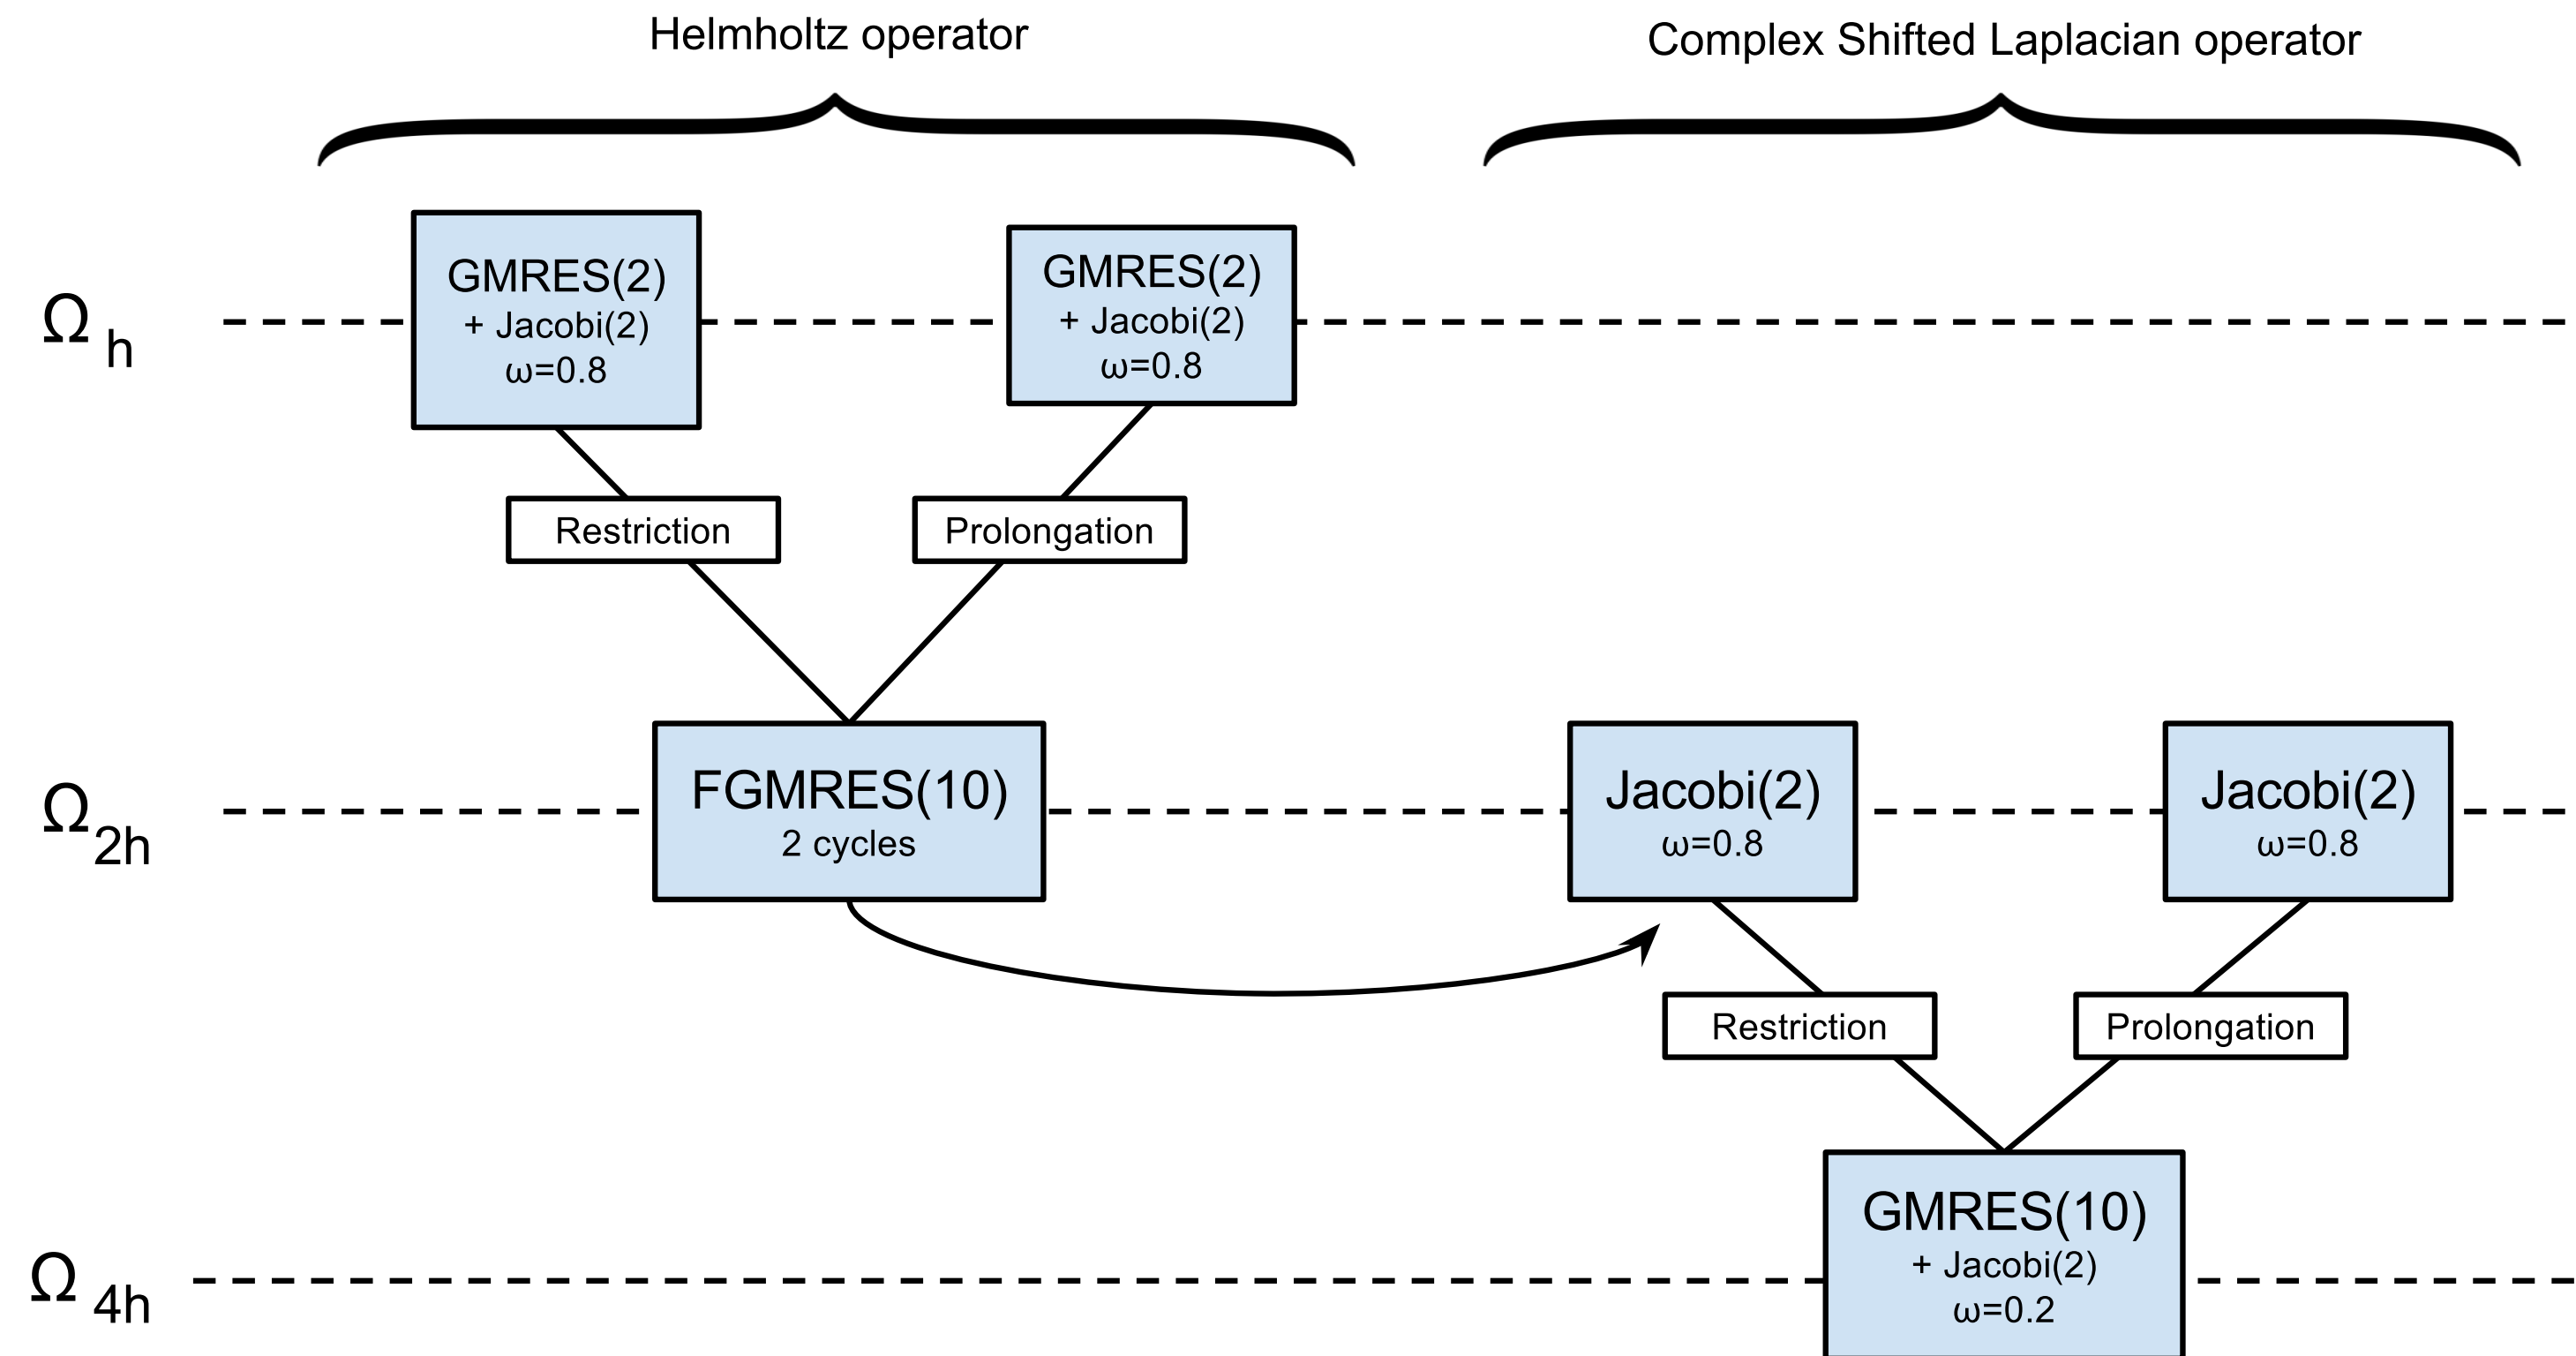 Helmholtz operator
Complex Shifted Laplacian operator
Ω h
GMRES(2)
+ Jacobi(2)
ω=0.8
GMRES(2)
+ Jacobi(2)
ω=0.8
Restriction
Prolongation
Ω 2h
FGMRES(10)
2 cycles
Jacobi(2)
ω=0.8
Jacobi(2)
ω=0.8
Restriction
Prolongation
Ω 4h
GMRES(10)
+ Jacobi(2)
ω=0.2